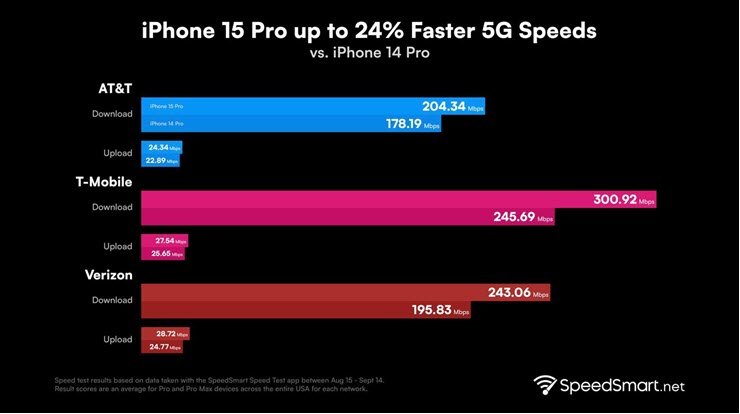 iPhone 15 Pro up to 24% Faster 5G Speeds
vs. iPhone 14 Pro
AT&T
Download
iPhone 15 Pro
204.34 Mbps
iPhone 14 Pro
178.19 Mbps
Upload
24.34 Mbps
22.89 Mbps
T-Mobile
Download
300.92 Mbps
245.69 Mbps
Upload
27.54 Mbps
25.65 Mbps
Verizon
Download
243.06 Mbps
195.83 Mbps
Upload
28.72 Mbps
24.77 Mbps
Speed test results based on data taken with the SpeedSmart Speed Test app between Aug 15 - Sept 14.
Result scores are an average for Pro and Pro Max devices across the entire USA for each network.
SpeedSmart.net